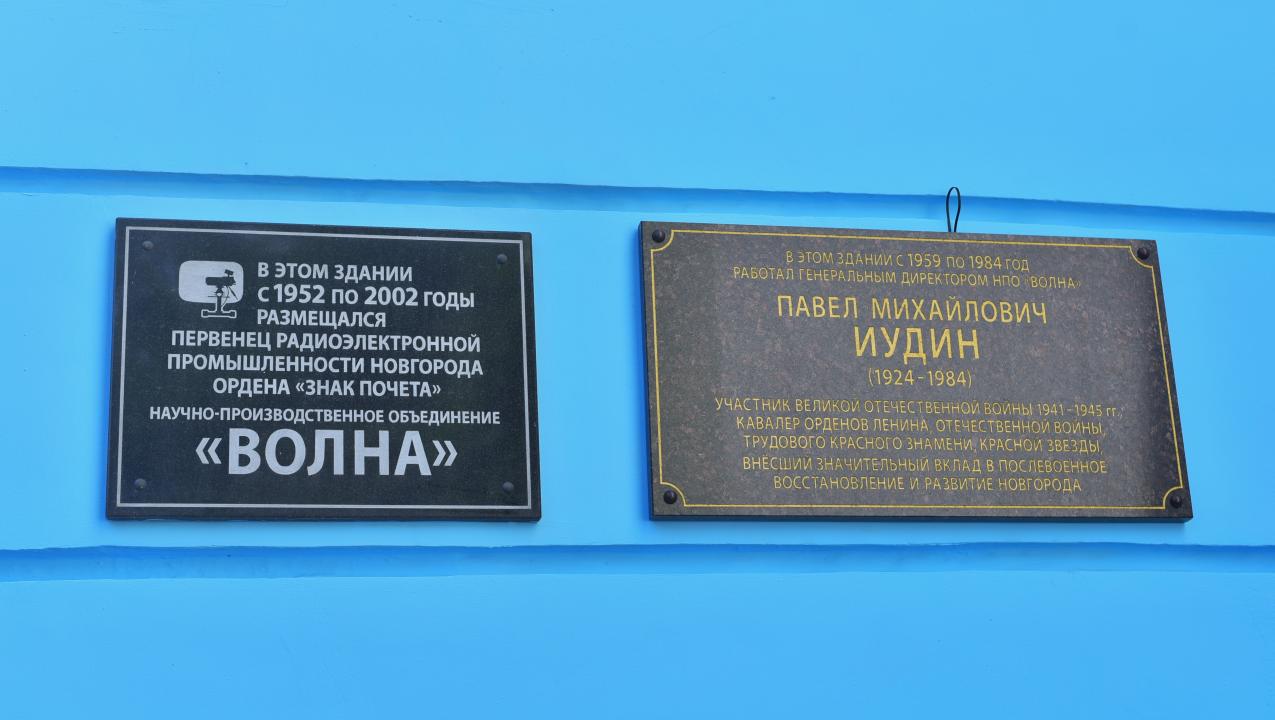 В ЭТОМ ЗДАНИИ
С 1952 ПО 2002 ГОДЫ
РАЗМЕЩАЛСЯ
ПЕРВЕНЕЦ РАДИОЭЛЕКТРОННОЙ
ПРОМЫШЛЕННОСТИ НОВГОРОДА
ОРДЕНА «ЗНАК ПОЧЕТА»
НАУЧНО-ПРОИЗВОДСТВЕННОЕ ОБЪЕДИНЕНИЕ
«ВОЛНА»
В ЭТОМ ЗДАНИИ С 1959 ПО 1984 ГОД
РАБОТАЛ ГЕНЕРАЛЬНЫМ ДИРЕКТОРОМ НПО «ВОЛНА»
ПАВЕЛ МИХАЙЛОВИЧ
ИУДИН
(1924-1984)
УЧАСТНИК ВЕЛИКОЙ ОТЕЧЕСТВЕННОЙ ВОЙНЫ 1941-1945 гг.,
КАВАЛЕР ОРДЕНОВ ЛЕНИНА, ОТЕЧЕСТВЕННОЙ ВОЙНЫ,
ТРУДОВОГО КРАСНОГО ЗНАМЕНИ, КРАСНОЙ ЗВЕЗДЫ,
ВНЁСШИЙ ЗНАЧИТЕЛЬНЫЙ ВКЛАД В ПОСЛЕВОЕННОЕ
ВОССТАНОВЛЕНИЕ И РАЗВИТИЕ НОВГОРОДА